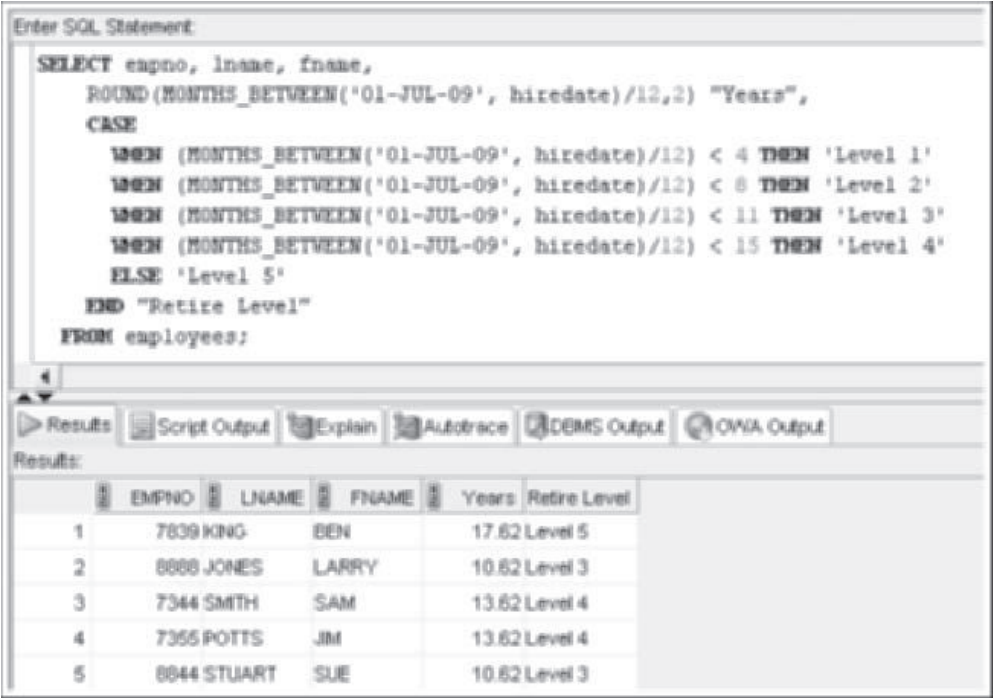 Enter SQL Statement:
SELECT empno, lname, fname,
ROUND(MONTHS_BETWEEN('01-JUL-09', hiredate)/12,2) "Years",
CASE
WHEN (MONTHS_BETWEEN('01-JUL-09', hiredate)/12) < 4 THEN 'Level 1'
WHEN (MONTHS_BETWEEN('01-JUL-09', hiredate)/12) < 8 THEN 'Level 2'
WHEN (MONTHS_BETWEEN('01-JUL-09', hiredate)/12) < 11 THEN 'Level 3'
WHEN (MONTHS_BETWEEN('01-JUL-09', hiredate)/12) < 15 THEN 'Level 4'
ELSE 'Level 5'
END "Retire Level"
FROM employees;
Results Script Output Explain Autotrace DBMS Output OWA Output
Results:
EMPNO LNAME FNAME Years Retire Level
1 7839 KING BEN 17.62 Level 5
2 8888 JONES LARRY 10.62 Level 3
3 7344 SMITH SAM 13.62 Level 4
4 7355 POTTS JIM 13.62 Level 4
5 8844 STUART SUE 10.62 Level 3